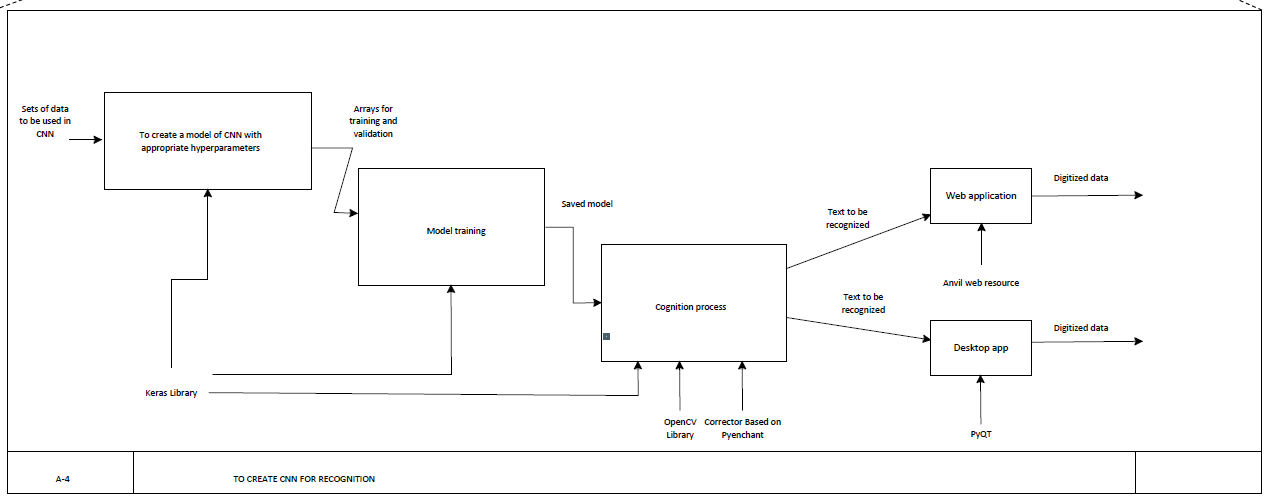 Sets of data
to be used in
CNN
To create a model of CNN with
appropriate hyperparameters
Arrays for
training and
validation
Model training
Saved model
Cognition process
Text to be
recognized
Web application
Digitized data
Anvil web resource
Text to be
recognized
Desktop app
Digitized data
PyQT
Keras Library
OpenCV
Library
Corrector Based on
Pyenchant
A-4
TO CREATE CNN FOR RECOGNITION